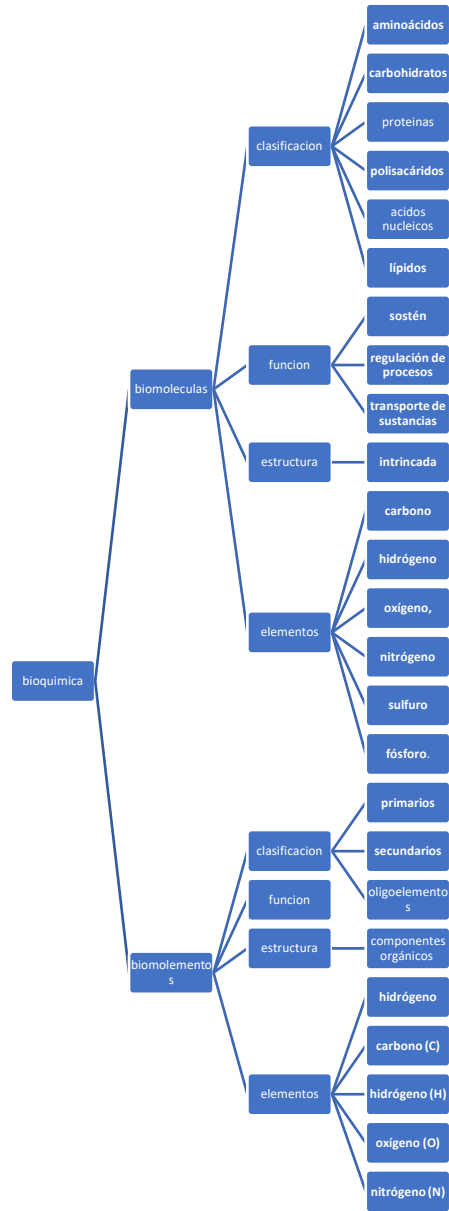 aminoácidos
carbohidratos
proteinas
clasificacion
polisacáridos
acidos
nucleicos
lípidos
sostén
funcion
regulación de
procesos
biomoleculas
transporte de
sustancias
estructura
intrincada
carbono
hidrógeno
oxígeno,
elementos
nitrógeno
bioquimica
sulfuro
fósforo.
primarios
clasificacion
secundarios
oligoelemento
s
funcion
estructura
componentes
orgánicos
biomolemento
s
hidrógeno
carbono (C)
elementos
hidrógeno (H)
oxígeno (O)
nitrógeno (N)